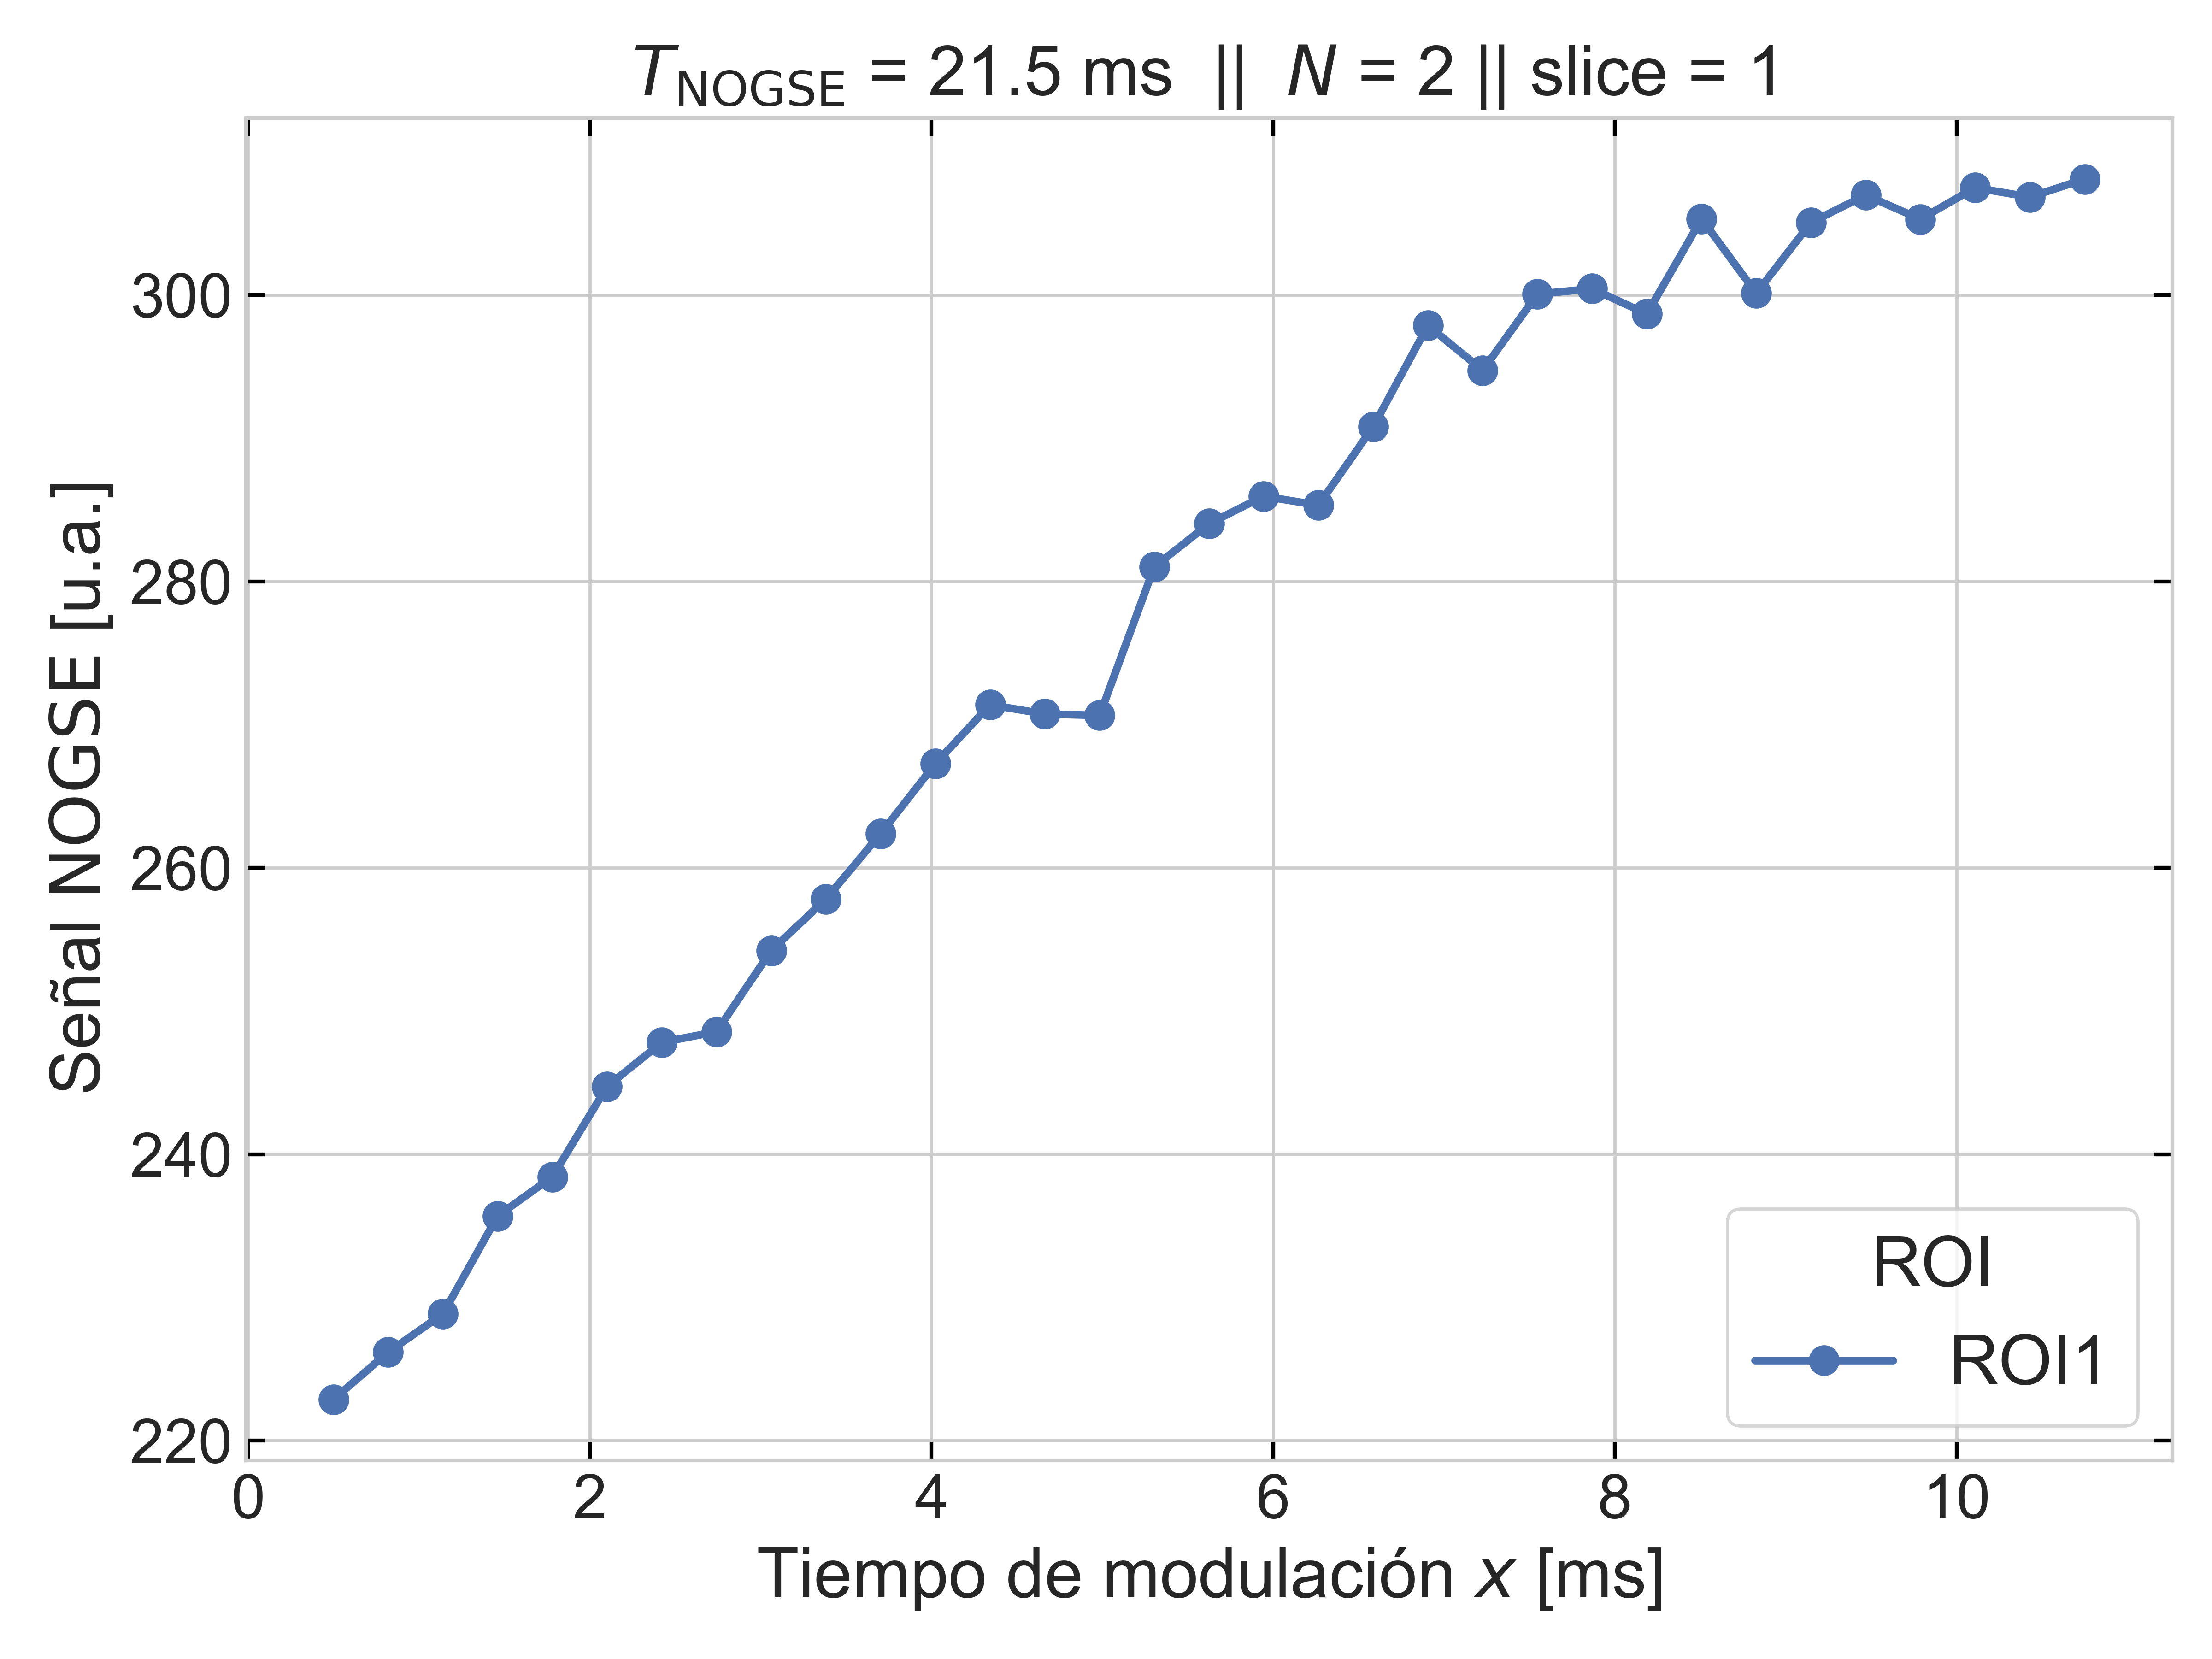 T_NOGSE = 21.5 ms || N = 2 || slice = 1
Señal NOGSE [u.a.]
300
280
260
240
220
0 2 4 6 8 10
Tiempo de modulación x [ms]
ROI
ROI1